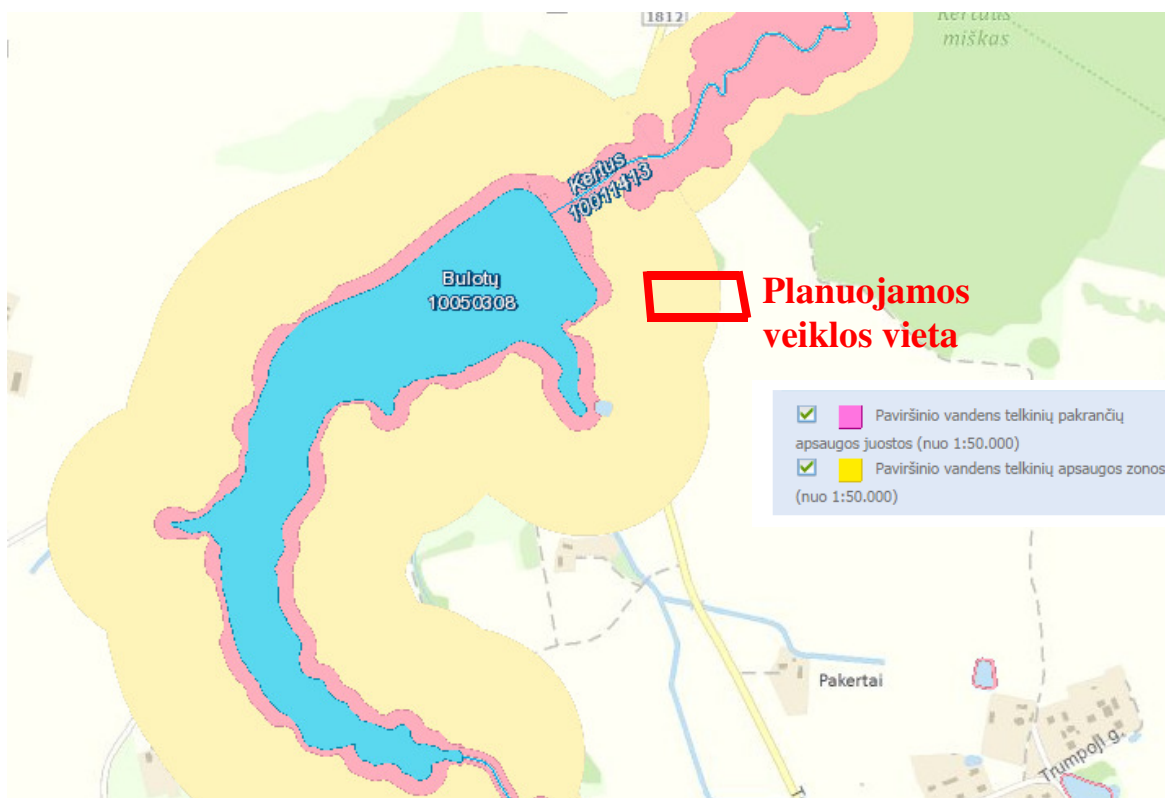 1812
Kertaus
miškas
Kertus
10011413
Bulotų
10050308
Planuojamos
veiklos vieta
Paviršinio vandens telkinių pakrančių
apsaugos juostos (nuo 1:50.000)
Paviršinio vandens telkinių apsaugos zonos
(nuo 1:50.000)
Pakertai
Trumpoji g.